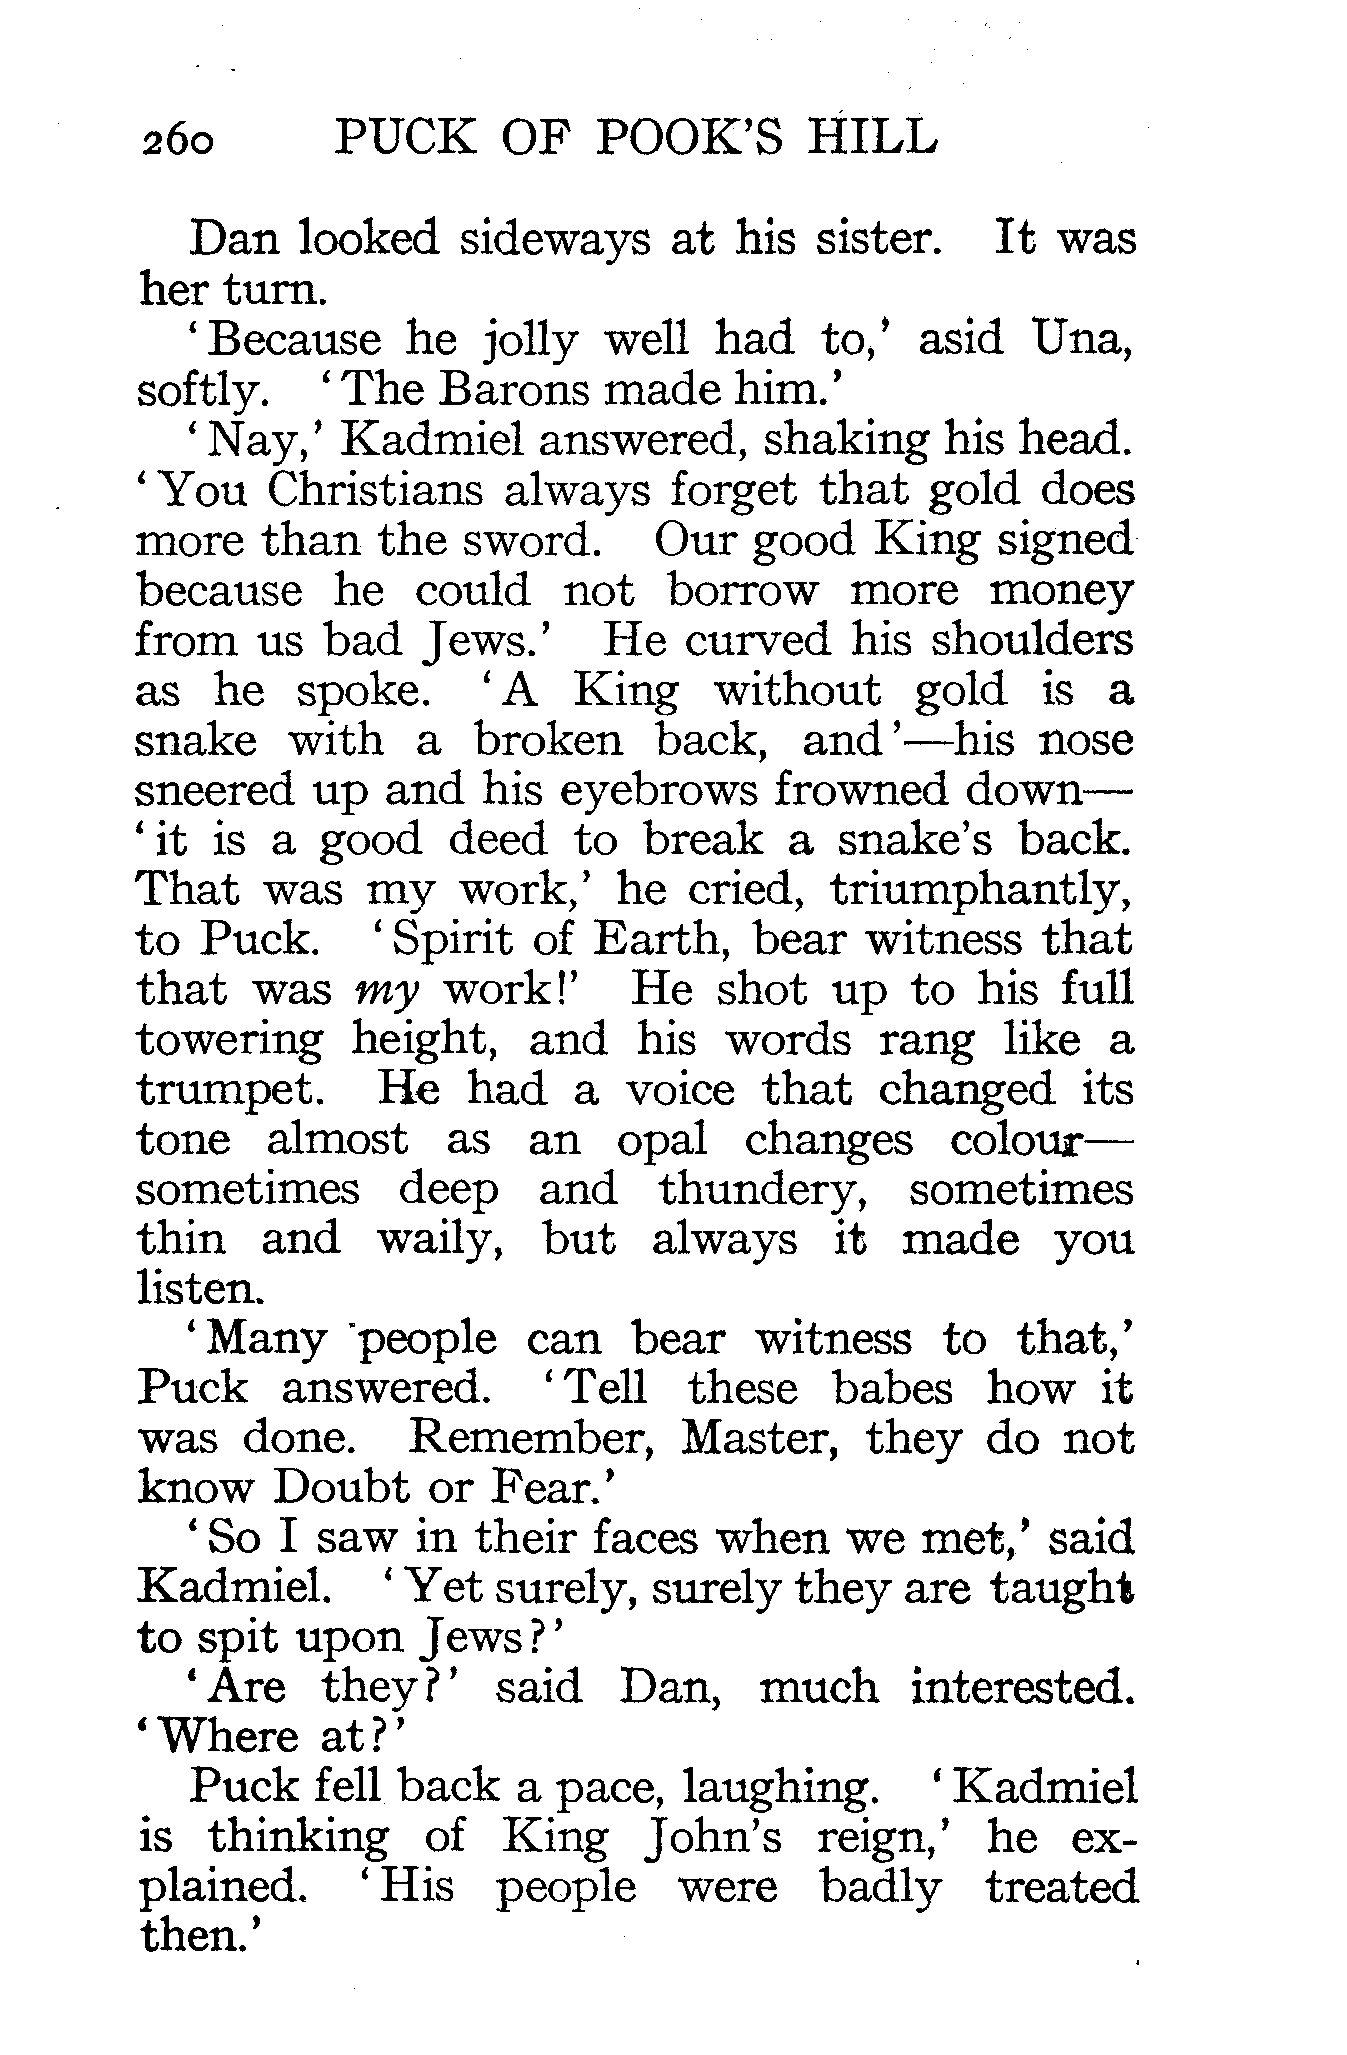 260 PUCK OF POOK'S HILL
Dan looked sideways at his sister. It was
her turn.
‘Because he jolly well had to,’ asid Una,
softly. ‘The Barons made him.’
‘Nay,’ Kadmiel answered, shaking his head.
‘You Christians always forget that gold does
more than the sword. Our good King signed
because he could not borrow more money
from us bad Jews.’ He curved his shoulders
as he spoke. ‘A King without gold is a
snake with a broken back, and’—his nose
sneered up and his eyebrows frowned down—
‘it is a good deed to break a snake's back.
That was my work,’ he cried, triumphantly,
to Puck. ‘Spirit of Earth, bear witness that
that was my work!’ He shot up to his full
towering height, and his words rang like a
trumpet. He had a voice that changed its
tone almost as an opal changes colour—
sometimes deep and thundery, sometimes
thin and waily, but always it made you
listen.
‘Many people can bear witness to that,’
Puck answered. ‘Tell these babes how it
was done. Remember, Master, they do not
know Doubt or Fear.’
‘So I saw in their faces when we met,’ said
Kadmiel. ‘Yet surely, surely they are taught
to spit upon Jews?’
‘Are they?’ said Dan, much interested.
‘Where at?’
Puck fell back a pace, laughing. ‘Kadmiel
is thinking of King John's reign,’ he ex-
plained. ‘His people were badly treated
then.’